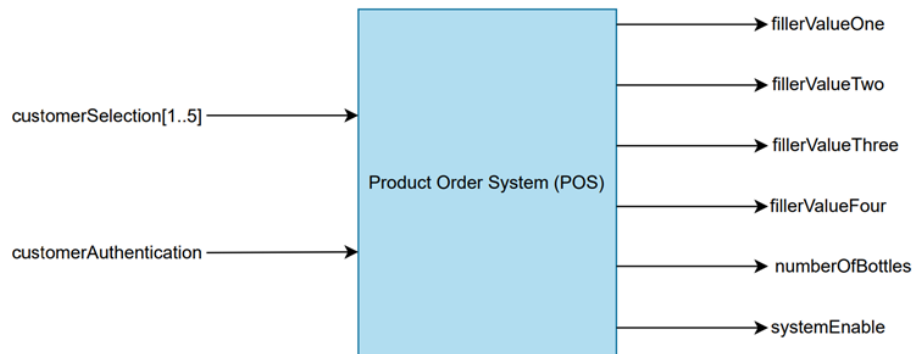 fillerValueOne
fillerValueTwo
customerSelection[1..5]
fillerValueThree
Product Order System (POS)
fillerValueFour
customerAuthentication
numberOfBottles
systemEnable